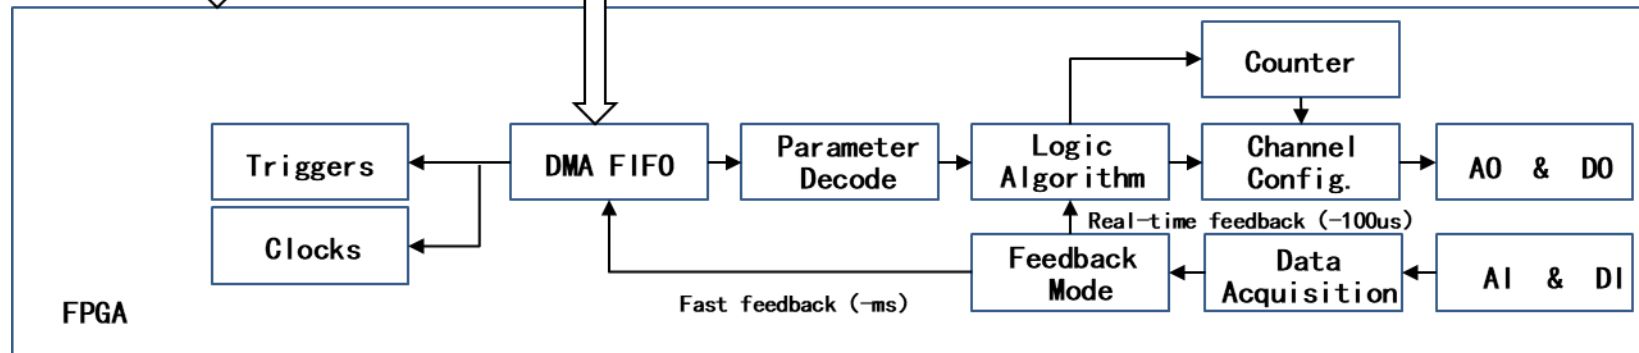 Counter
Triggers
DMA FIFO
Parameter
Decode
Logic
Algorithm
Channel
Config.
AO & DO
Real-time feedback (-100us)
Clocks
Feedback
Mode
Data
Acquisition
AI & DI
Fast feedback (-ms)
FPGA